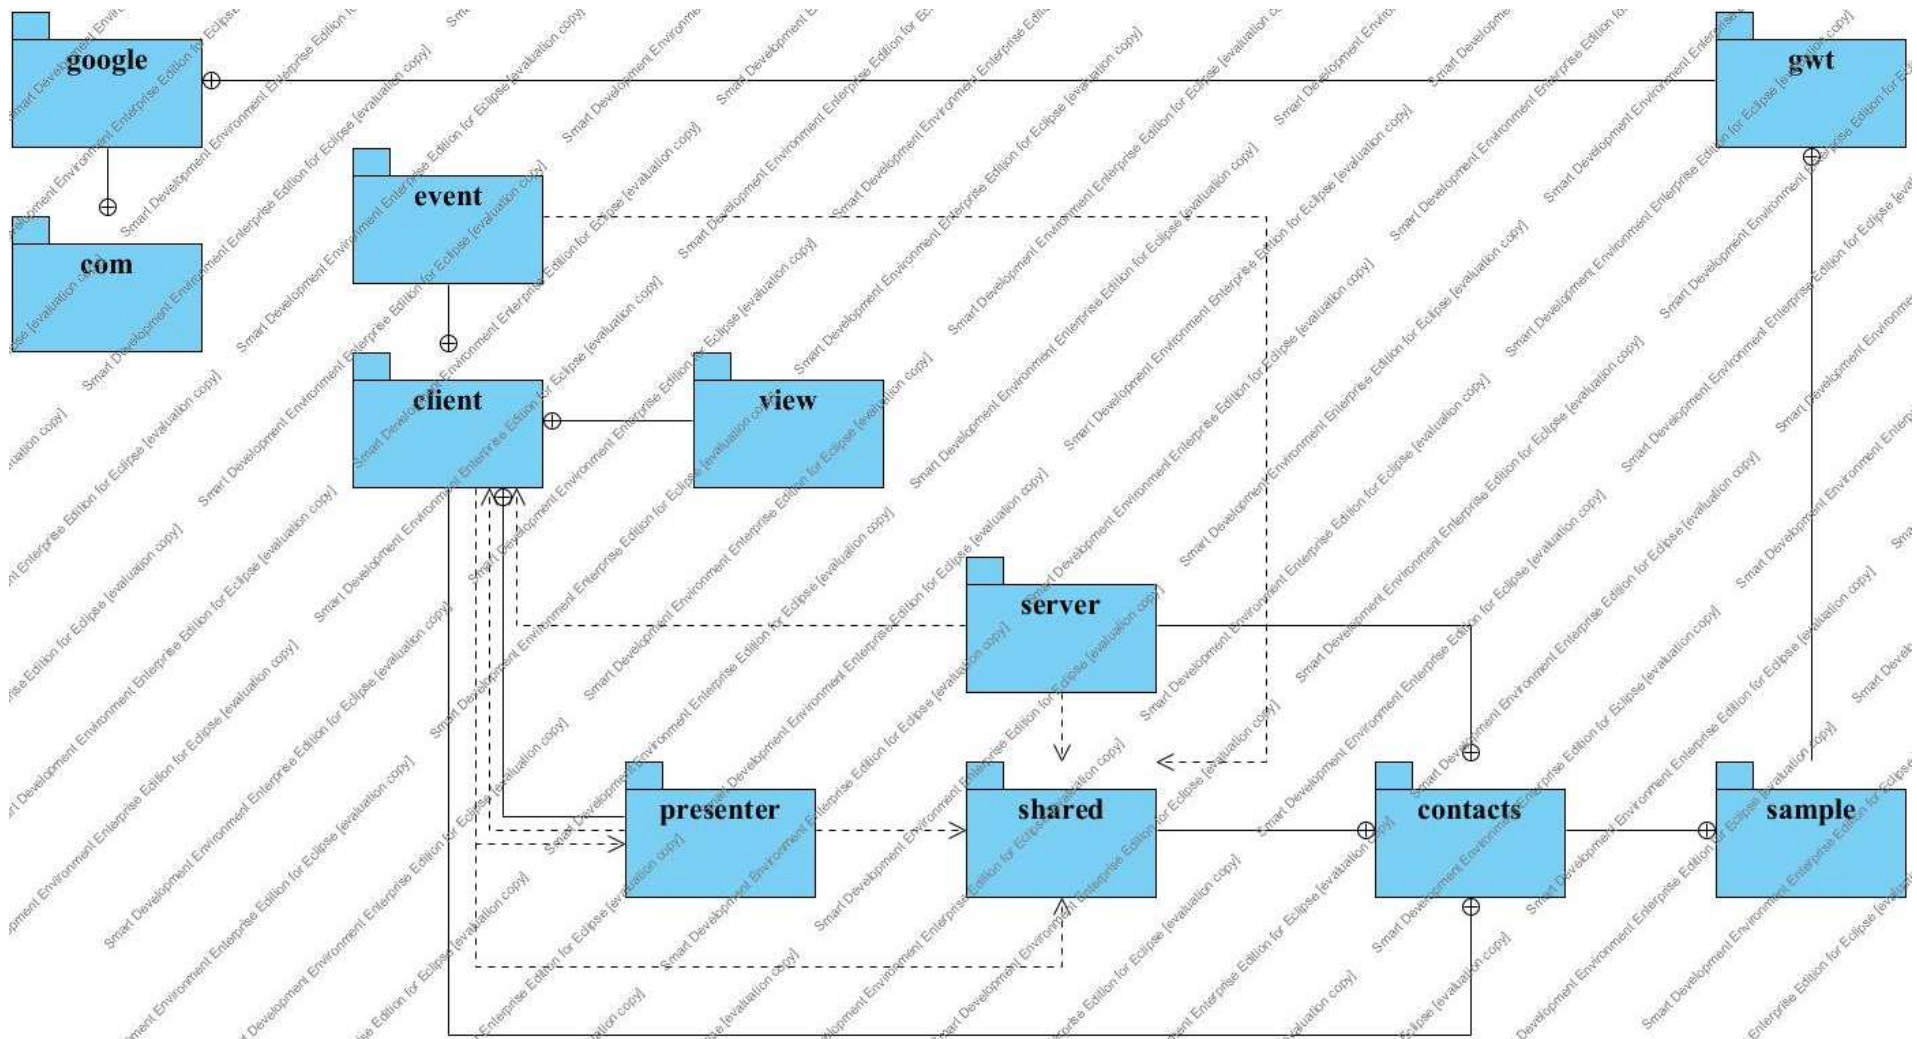 google
gwt
event
com
client
view
server
presenter
shared
contacts
sample
Smart Development Environment Enterprise Edition for Eclipse [evaluation copy]